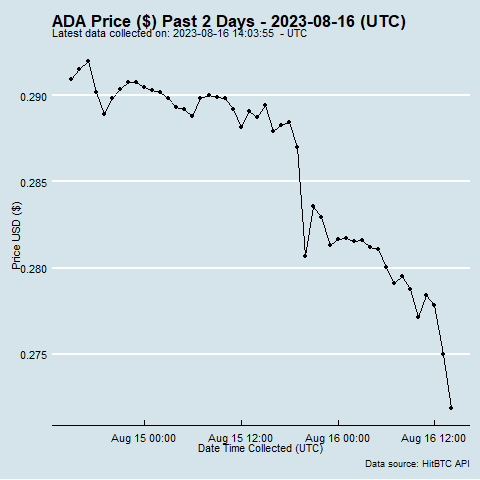 ADA Price ($) Past 2 Days - 2023-08-16 (UTC)
Latest data collected on: 2023-08-16 14:03:55  - UTC
Price USD ($)
0.290
0.285
0.280
0.275
Aug 15 00:00 Aug 15 12:00 Aug 16 00:00 Aug 16 12:00
Date Time Collected (UTC)
Data source: HitBTC API